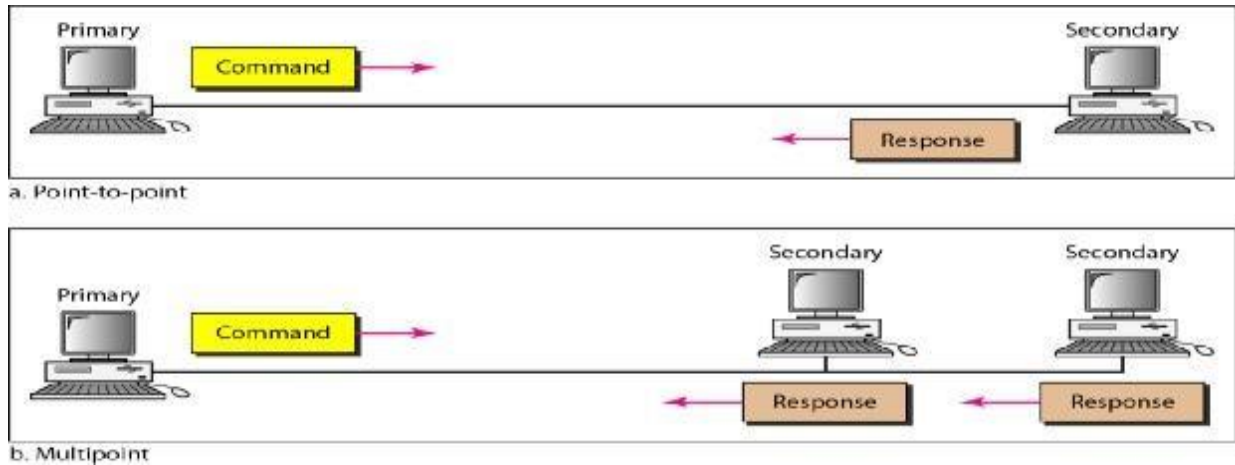 Primary
Secondary
Command
Response
a. Point-to-point
Secondary
Secondary
Primary
Command
Response
Response
b. Multipoint